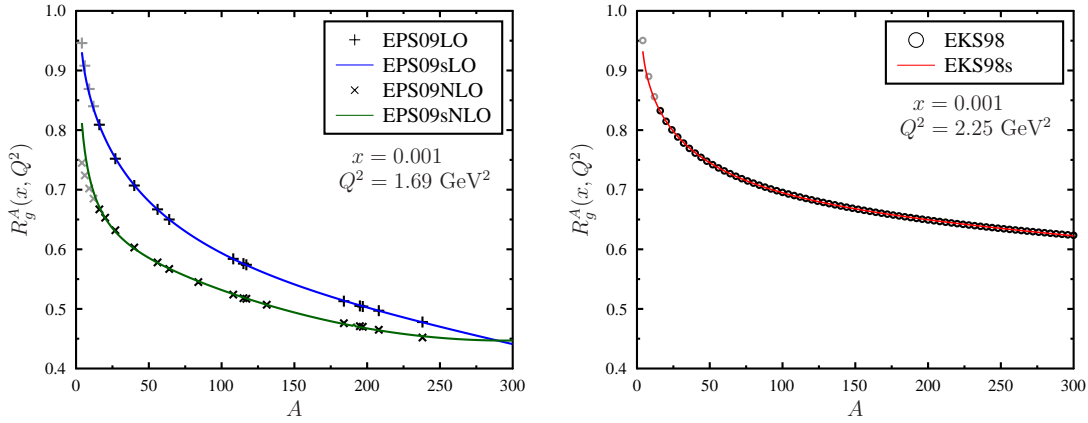 1.0
0.9
0.8
0.7
0.6
0.5
0.4
R_g^A(x, Q^2)
0 50 100 150 200 250 300
A
EPS09LO
EPS09sLO
EPS09NLO
EPS09sNLO
x = 0.001
Q^2 = 1.69 GeV^2
1.0
0.9
0.8
0.7
0.6
0.5
0.4
R_g^A(x, Q^2)
0 50 100 150 200 250 300
A
EKS98
EKS98s
x = 0.001
Q^2 = 2.25 GeV^2